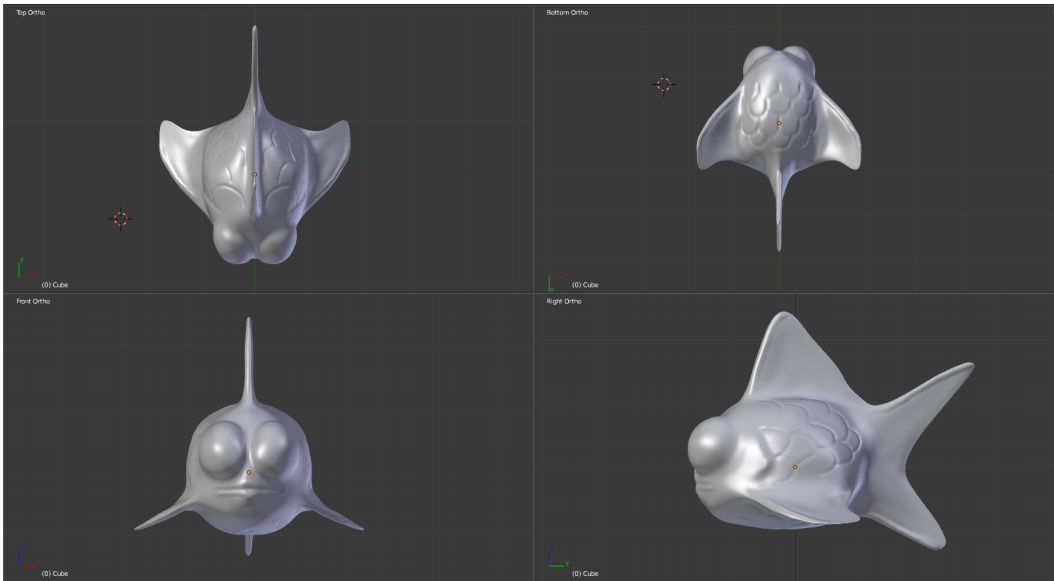 Top Ortho
Bottom Ortho
y
(0) Cube
y
(0) Cube
Front Ortho
Right Ortho
(0) Cube
y
(0) Cube